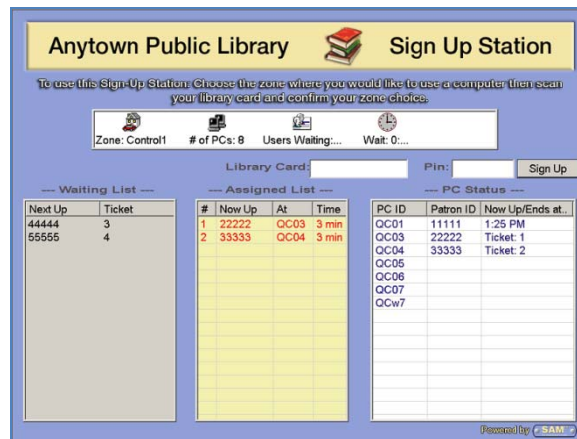 Anytown Public Library Sign Up Station
To use this Sign-Up Station: Choose the zone where you would like to use a computer then scan
your library card and confirm your zone choice.
Zone: Control1 # of PCs: 8 Users Waiting:... Wait: 0:...
Library Card: Pin: Sign Up
--- Waiting List --- --- Assigned List --- --- PC Status ---
Next Up Ticket # Now Up At Time PC ID Patron ID Now Up/Ends at..
44444 3 1 22222 QC03 3 min QC01 11111 1:25 PM
55555 4 2 33333 QC04 3 min QC03 22222 Ticket: 1
QC04 33333 Ticket: 2
QC05
QC06
QC07
QCw7
Powered by SAM